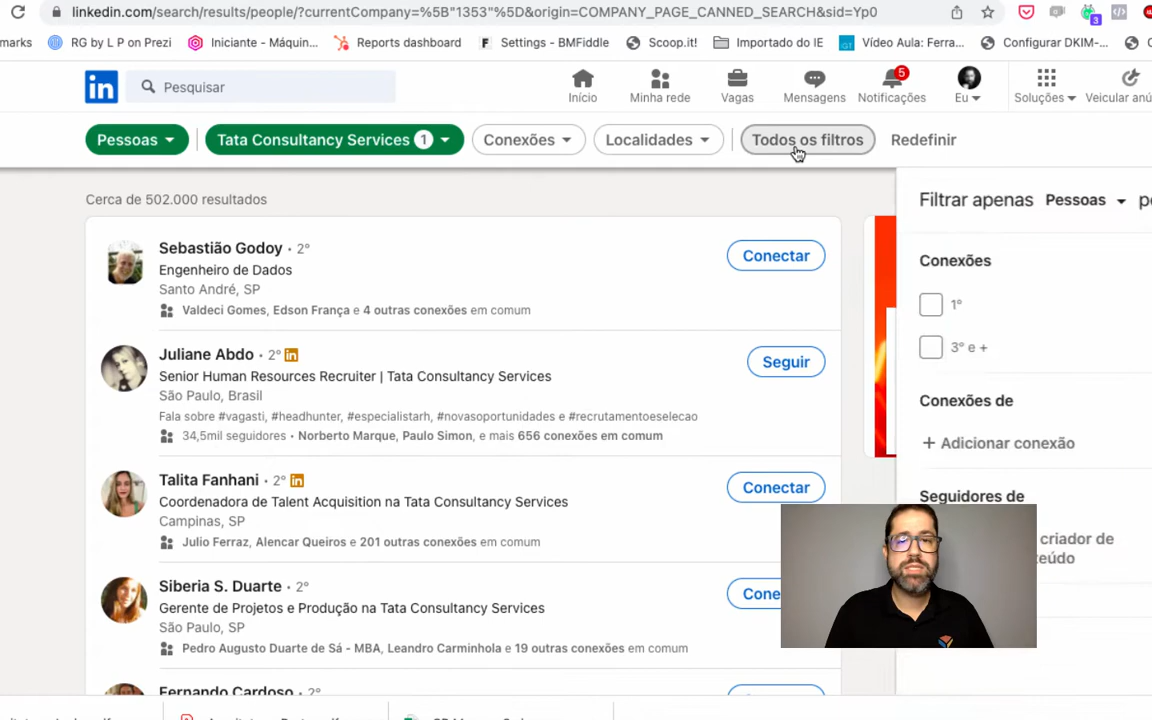 linkedin.com/search/results/people/?currentCompany=%5B"1353"%5D&origin=COMPANY_PAGE_CANNED_SEARCH&sid=Yp0
marks
RG by L P on Prezi
Iniciante - Máquin...
Reports dashboard
Settings - BMFiddle
Scoop.it!
Importado do IE
Vídeo Aula: Ferra...
Configurar DKIM-...
Pesquisar
Início
Minha rede
Vagas
Mensagens
5
Notificações
Eu
Soluções
Veicular anú
3
Pessoas
Tata Consultancy Services 1
Conexões
Localidades
Todos os filtros
Redefinir
Cerca de 502.000 resultados
Sebastião Godoy • 2°
Engenheiro de Dados
Santo André, SP
Valdeci Gomes, Edson França e 4 outras conexões em comum
Conectar
Juliane Abdo • 2°
Senior Human Resources Recruiter | Tata Consultancy Services
São Paulo, Brasil
Fala sobre #vagasti, #headhunter, #especialistarh, #novasoportunidades e #recrutamentoeselecao
34,5mil seguidores • Norberto Marque, Paulo Simon, e mais 656 conexões em comum
Seguir
Talita Fanhani • 2°
Coordenadora de Talent Acquisition na Tata Consultancy Services
Campinas, SP
Julio Ferraz, Alencar Queiros e 201 outras conexões em comum
Conectar
Siberia S. Duarte • 2°
Gerente de Projetos e Produção na Tata Consultancy Services
São Paulo, SP
Pedro Augusto Duarte de Sá - MBA, Leandro Carminhola e 19 outras conexões em comum
Cone
Fernando Cardoso • 2°
Filtrar apenas Pessoas
Conexões
1°
3° e +
Conexões de
+ Adicionar conexão
Seguidores de
criador de